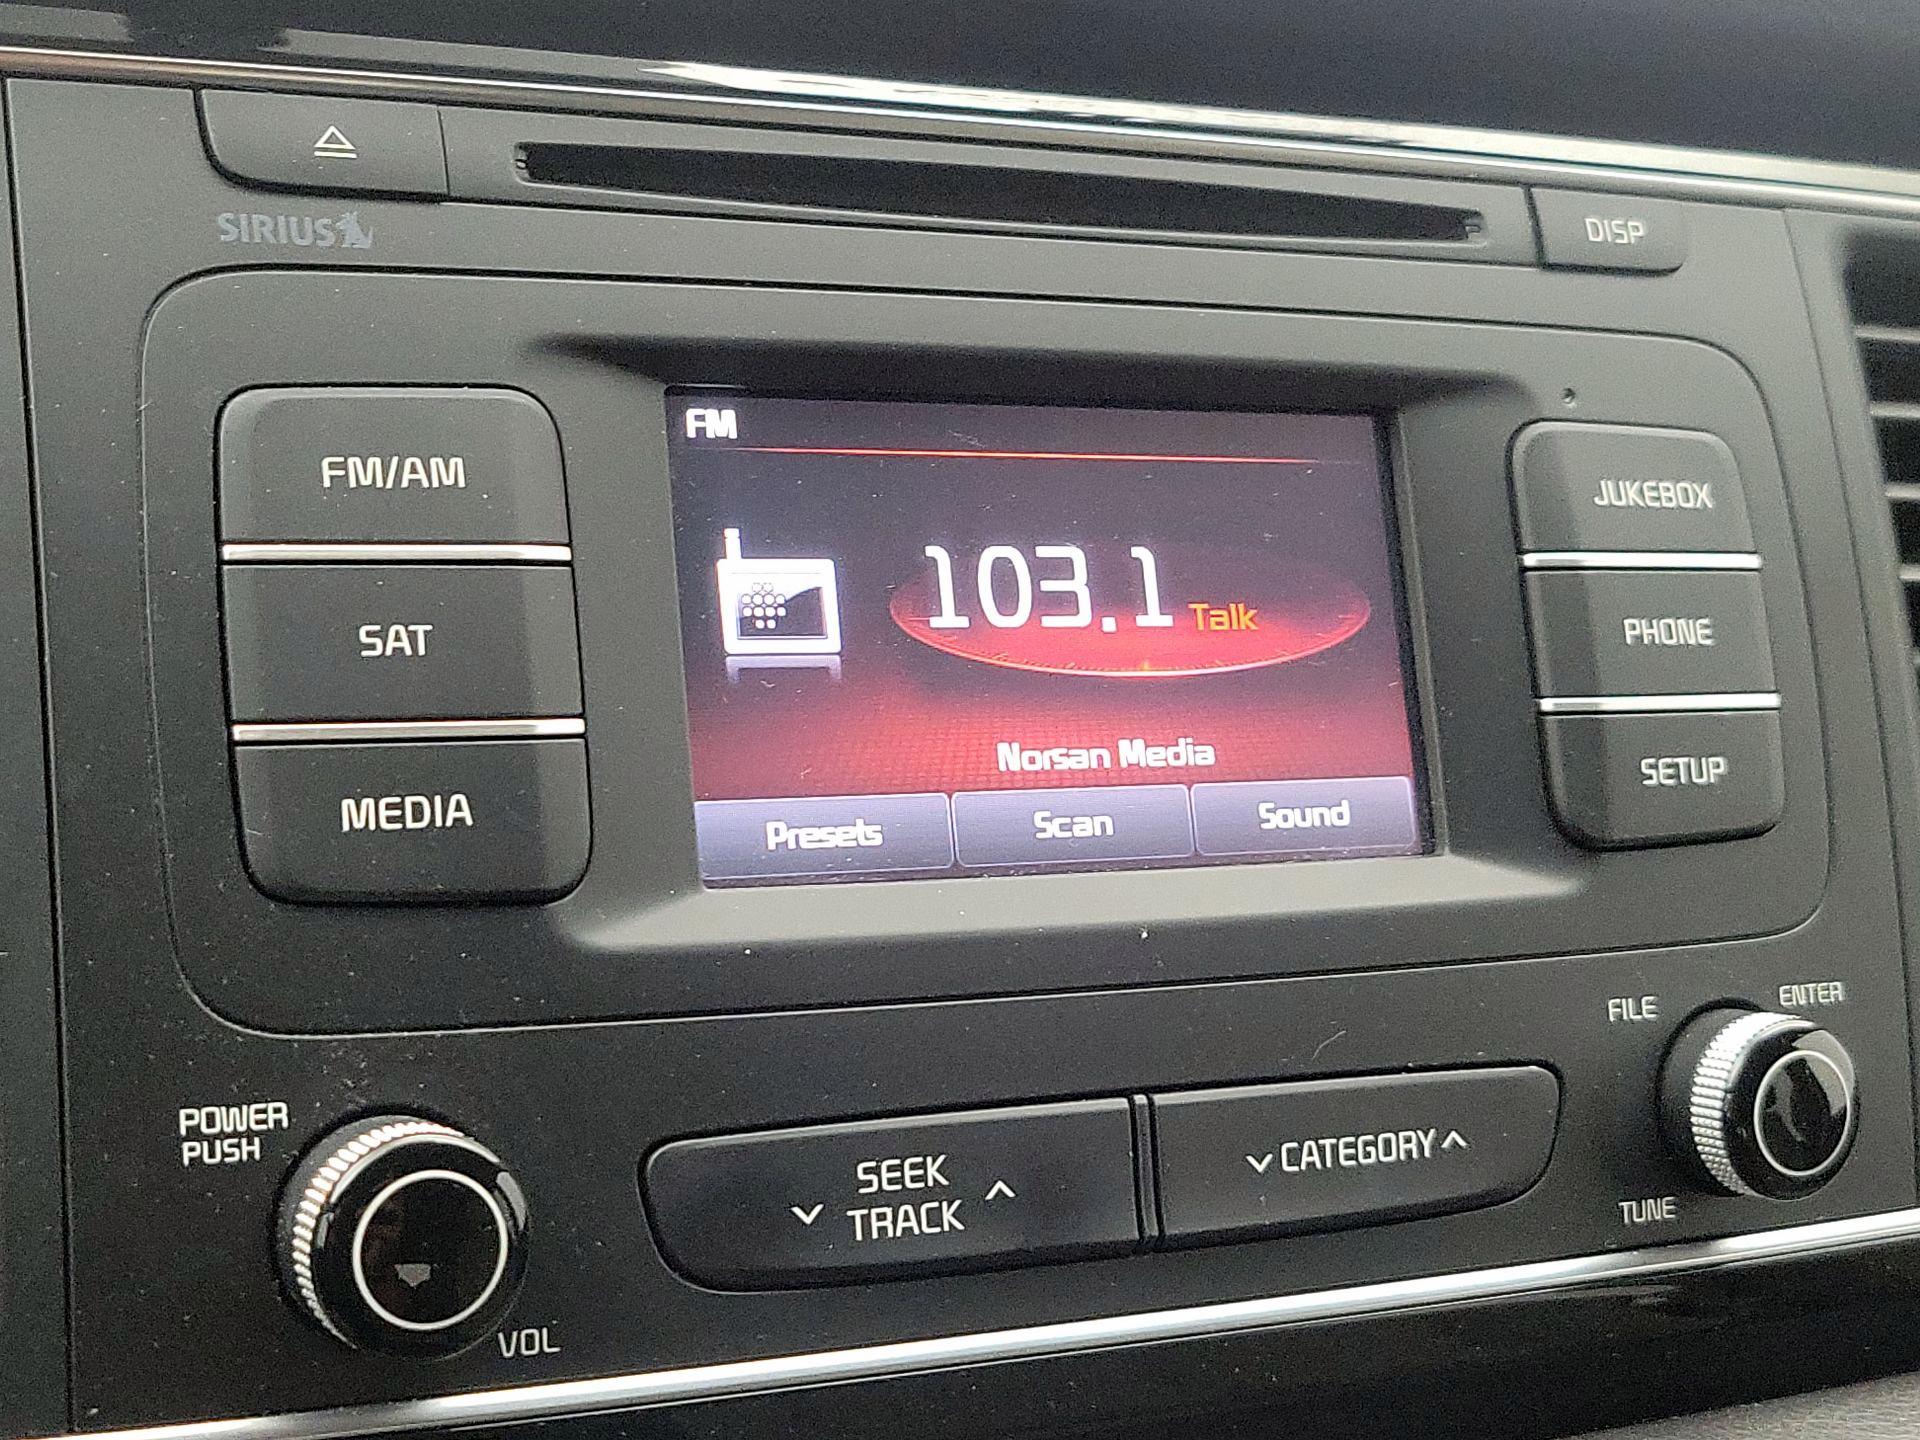 SIRIUS
DISP
FM/AM
SAT
MEDIA
FM
103.1 Talk
Norsan Media
Presets Scan Sound
JUKEBOX
PHONE
SETUP
POWER
PUSH
VOL
SEEK
TRACK
CATEGORY
FILE
ENTER
TUNE